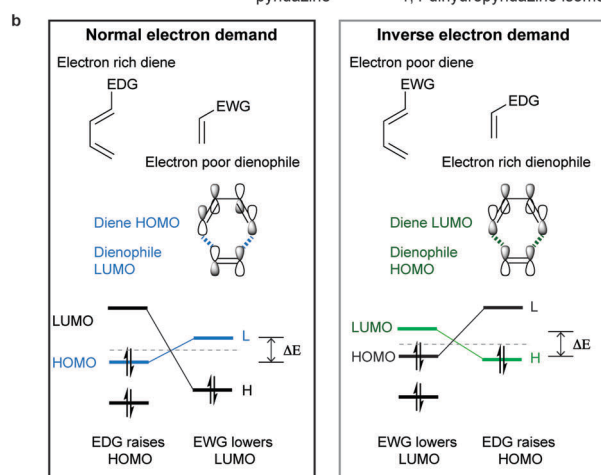 pyridazine
b
Normal electron demand
Electron rich diene
EDG
EWG
Electron poor dienophile
Diene HOMO
Dienophile
LUMO
LUMO
HOMO
L
H
ΔE
EDG raises
HOMO
EWG lowers
LUMO
Inverse electron demand
Electron poor diene
EWG
EDG
Electron rich dienophile
Diene LUMO
Dienophile
HOMO
LUMO
HOMO
L
H
ΔE
EWG lowers
LUMO
EDG raises
HOMO